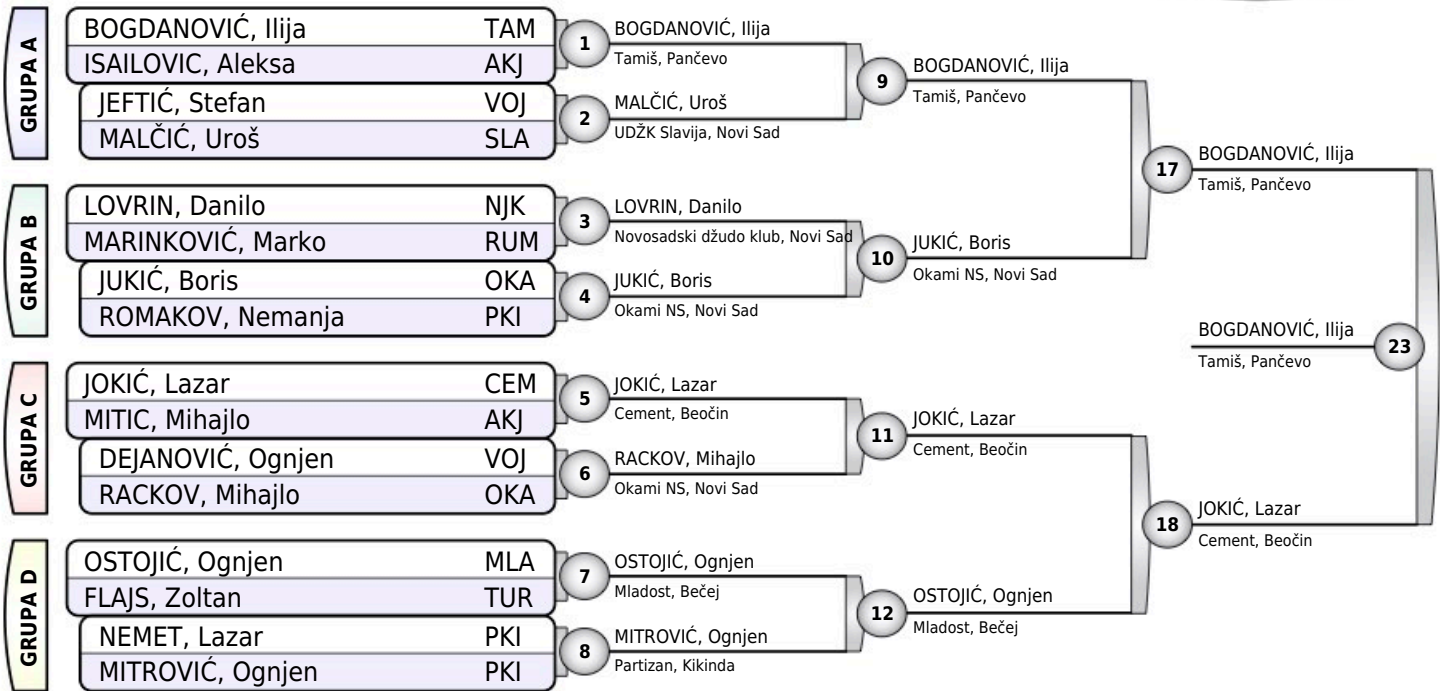 GRUPA A
BOGDANOVIĆ, Ilija TAM
ISAILOVIC, Aleksa AKJ
JEFTIĆ, Stefan VOJ
MALČIĆ, Uroš SLA
GRUPA B
LOVRIN, Danilo NJK
MARINKOVIĆ, Marko RUM
JUKIĆ, Boris OKA
ROMAKOV, Nemanja PKI
GRUPA C
JOKIĆ, Lazar CEM
MITIC, Mihajlo AKJ
DEJANOVIĆ, Ognjen VOJ
RACKOV, Mihajlo OKA
GRUPA D
OSTOJIĆ, Ognjen MLA
FLAJS, Zoltan TUR
NEMET, Lazar PKI
MITROVIĆ, Ognjen PKI
1
BOGDANOVIĆ, Ilija
Tamiš, Pančevo
2
MALČIĆ, Uroš
UDŽK Slavija, Novi Sad
3
LOVRIN, Danilo
Novosadski džudo klub, Novi Sad
4
JUKIĆ, Boris
Okami NS, Novi Sad
5
JOKIĆ, Lazar
Cement, Beočin
6
RACKOV, Mihajlo
Okami NS, Novi Sad
7
OSTOJIĆ, Ognjen
Mladost, Bečej
8
MITROVIĆ, Ognjen
Partizan, Kikinda
9
BOGDANOVIĆ, Ilija
Tamiš, Pančevo
10
JUKIĆ, Boris
Okami NS, Novi Sad
11
JOKIĆ, Lazar
Cement, Beočin
12
OSTOJIĆ, Ognjen
Mladost, Bečej
17
BOGDANOVIĆ, Ilija
Tamiš, Pančevo
18
JOKIĆ, Lazar
Cement, Beočin
BOGDANOVIĆ, Ilija
Tamiš, Pančevo
23